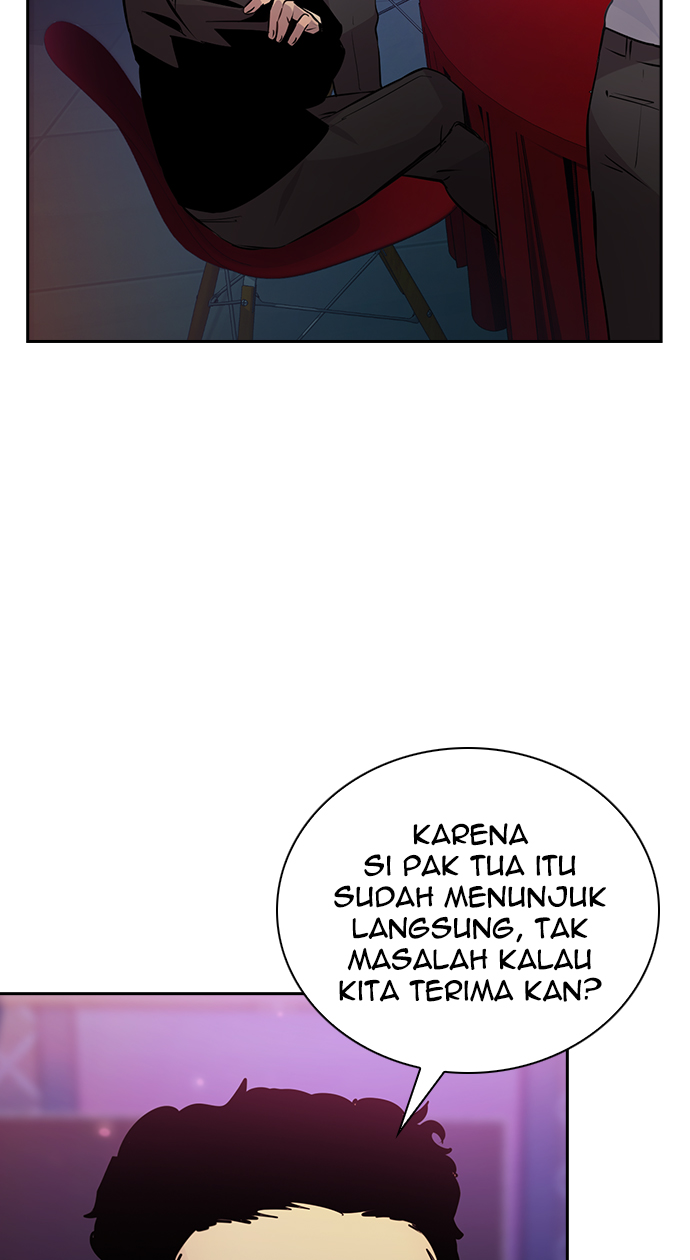 KARENA
SI PAK TUA ITU
SUDAH MENUNJUK
LANGSUNG, TAK
MASALAH KALAU
KITA TERIMA KAN?